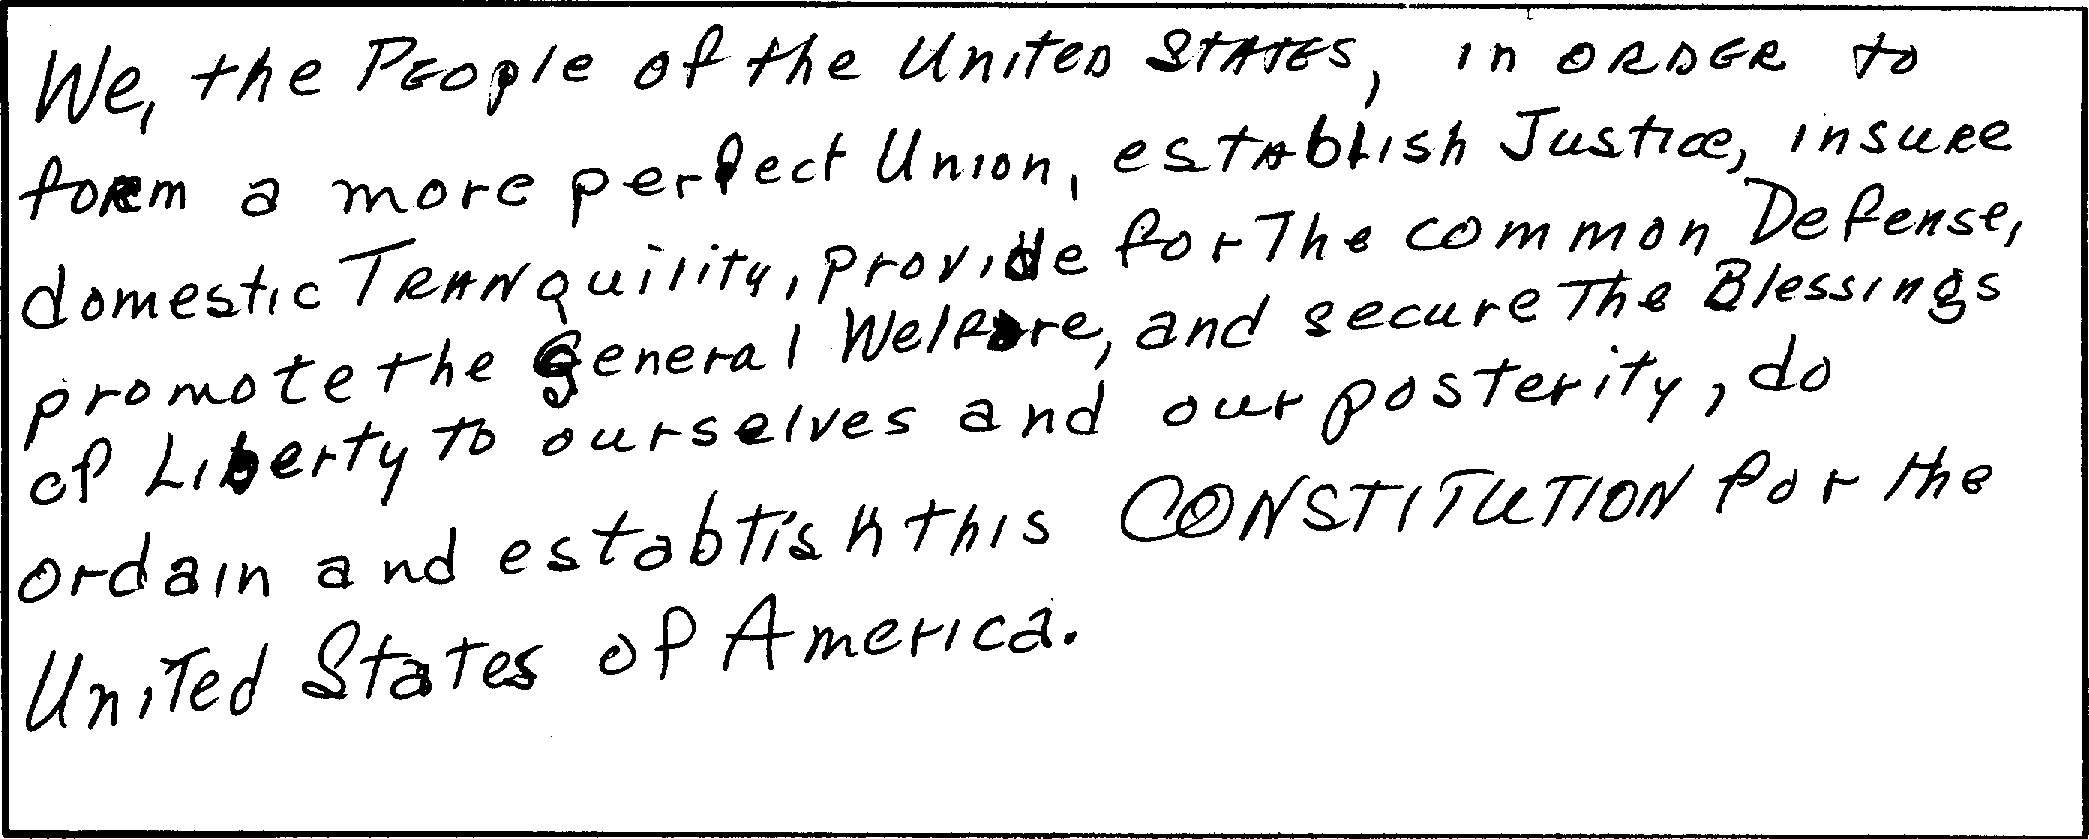 We, the PEOple of the UNITED STATES, in ORDER to
form a more perfect Union, establish Justice, insure
domestic TRANquility, provide for The common Defense,
promote the General Welfare, and secure The Blessings
of Liberty to ourselves and our posterity, do
ordain and establish this CONSTITUTION for the
United States of America.